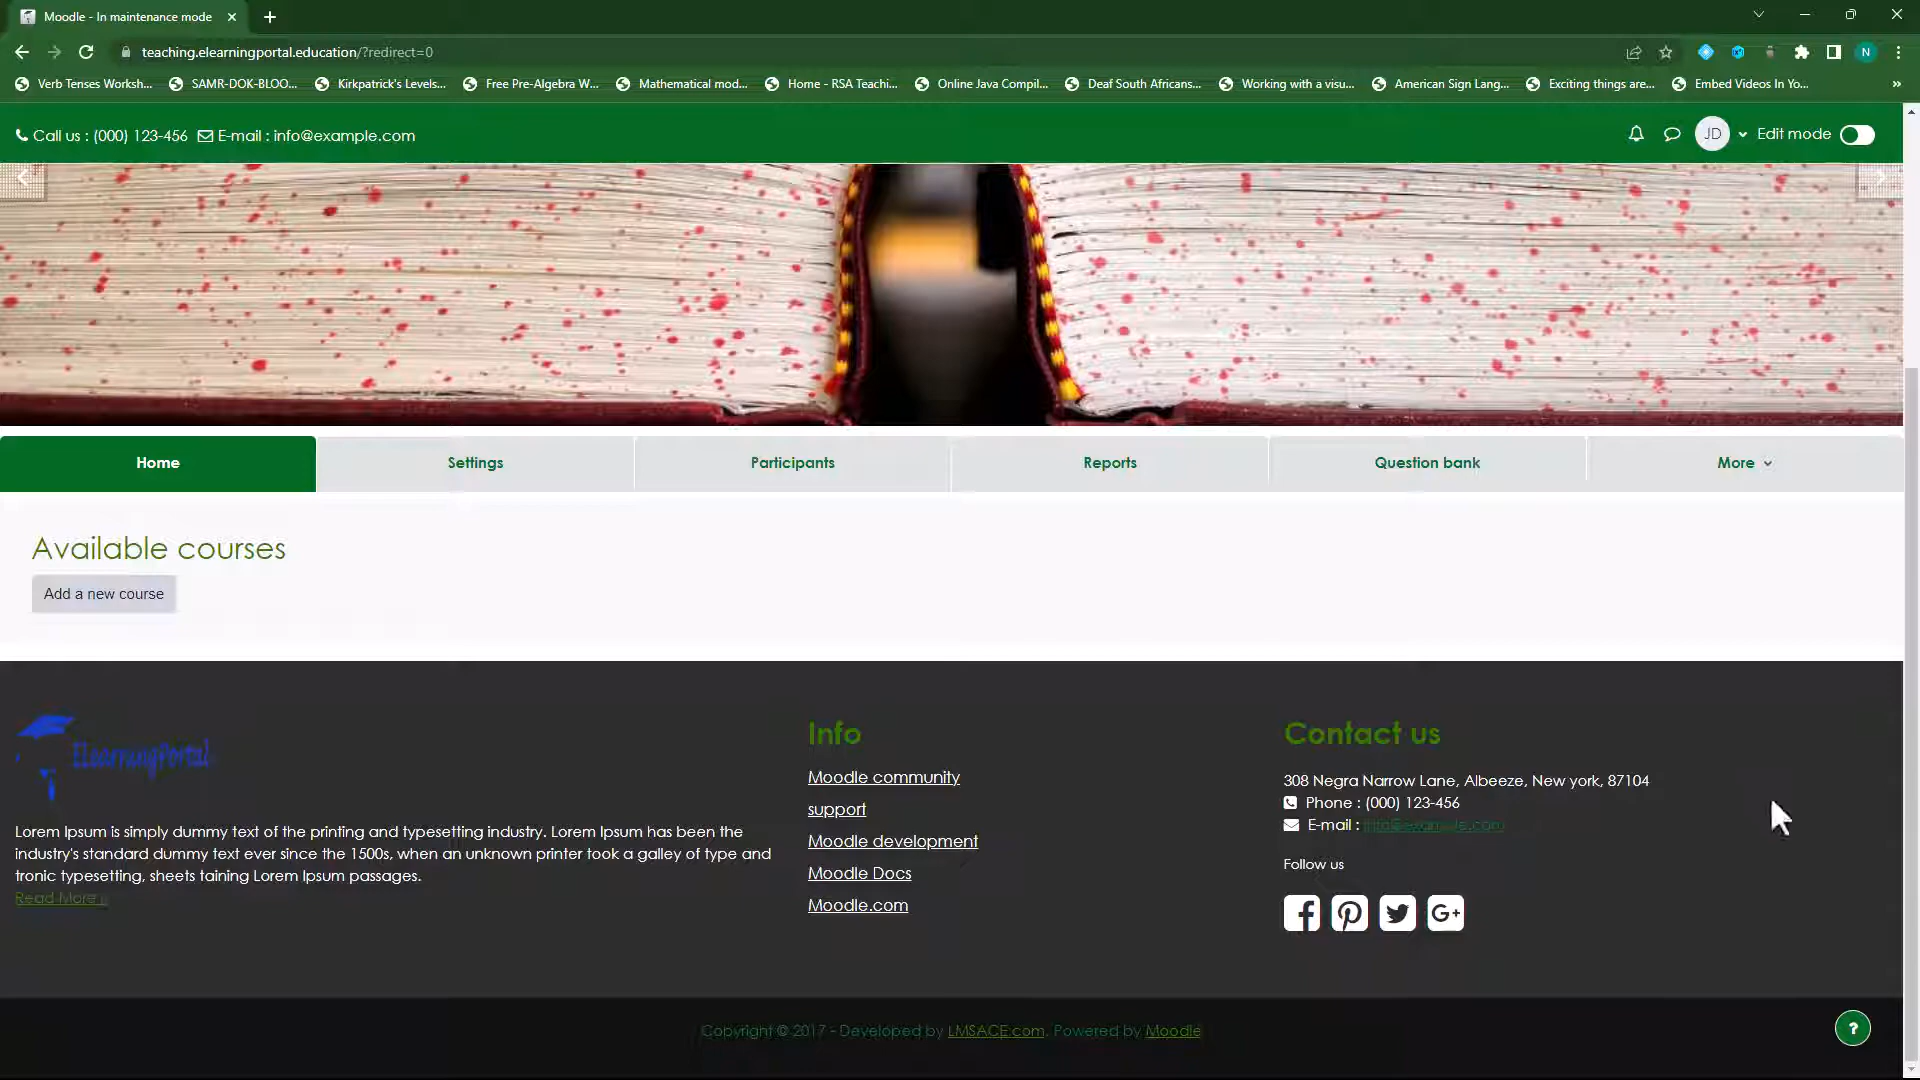 Moodle - In maintenance mode
teaching.elearningportal.education/?redirect=0
N
Verb Tenses Worksh...
SAMR-DOK-BLOO...
Kirkpatrick's Levels...
Free Pre-Algebra W...
Mathematical mod...
Home - RSA Teachi...
Online Java Compil...
Deaf South Africans...
Working with a visu...
American Sign Lang...
Exciting things are...
Embed Videos In Yo...
Call us : (000) 123-456 E-mail : info@example.com
JD
Edit mode
Home
Settings
Participants
Reports
Question bank
More
Available courses
Add a new course
ELearningPortal
Lorem Ipsum is simply dummy text of the printing and typesetting industry. Lorem Ipsum has been the
industry's standard dummy text ever since the 1500s, when an unknown printer took a galley of type and
tronic typesetting, sheets taining Lorem Ipsum passages.
Read More »
Info
Moodle community
support
Moodle development
Moodle Docs
Moodle.com
Contact us
308 Negra Narrow Lane, Albeeze, New york, 87104
Phone : (000) 123-456
E-mail : info@example.com
Follow us
Copyright © 2017 - Developed by LMSACE.com. Powered by Moodle
?